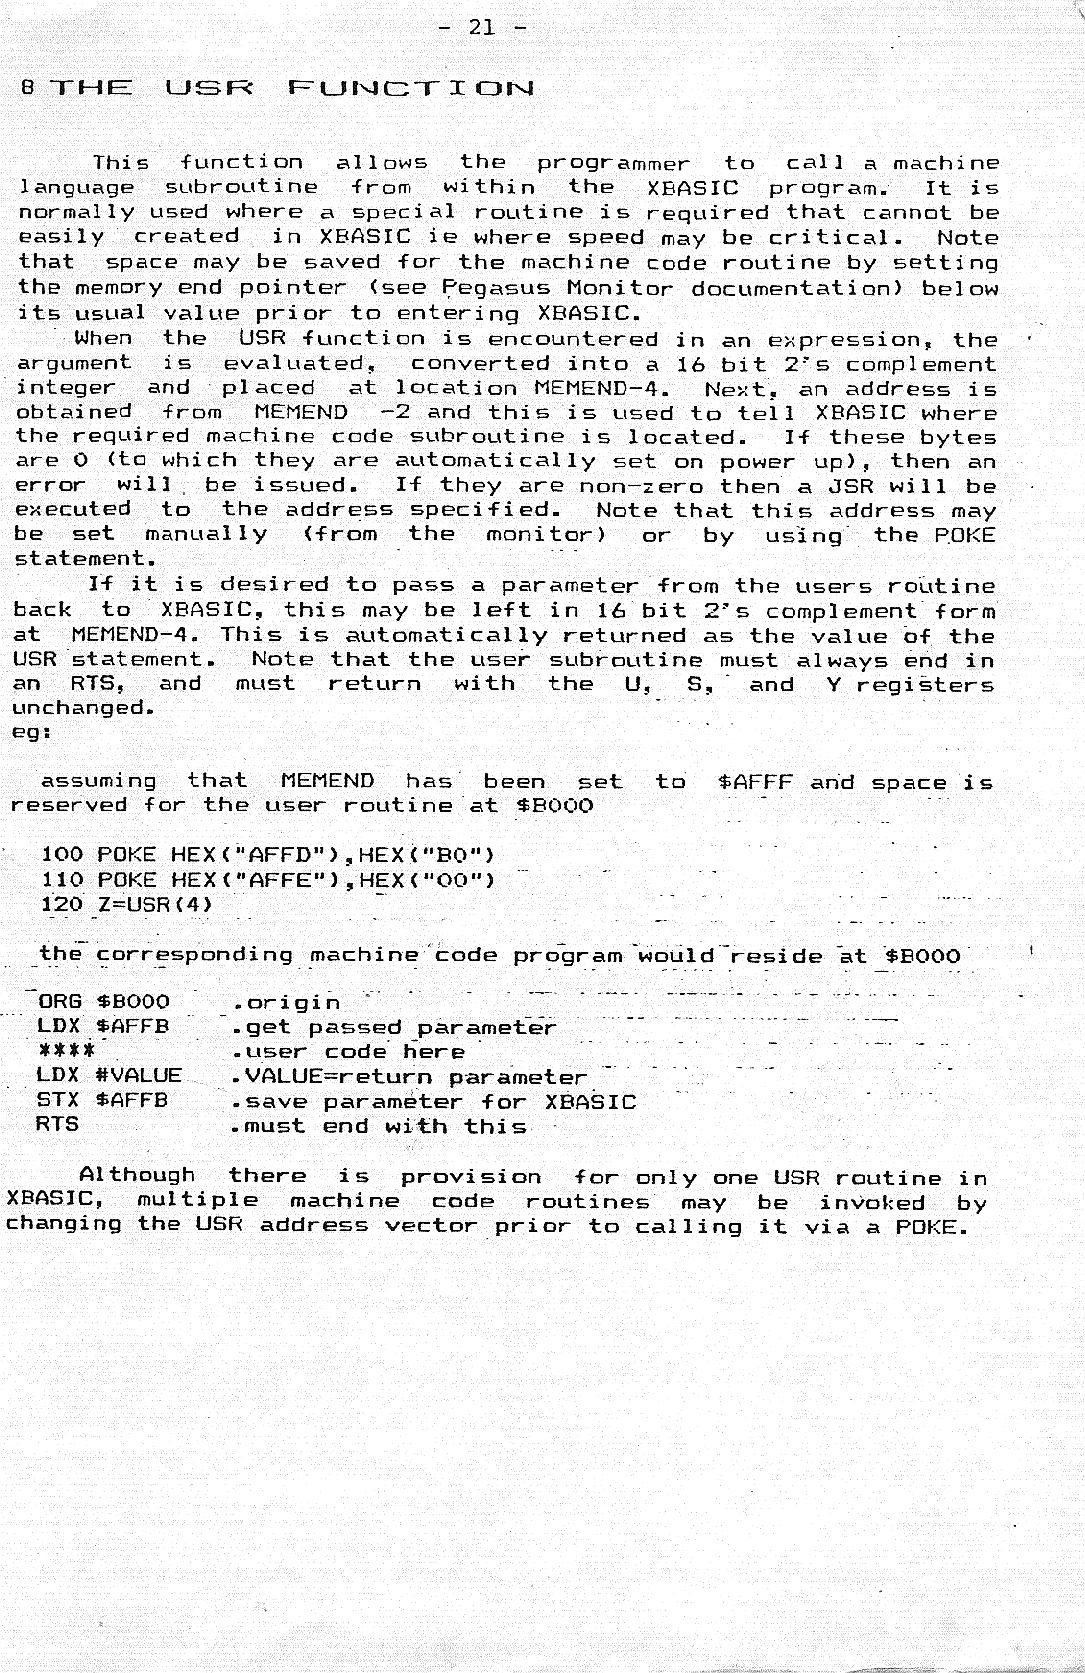 - 21 -
8 THE USR FUNCTION
This function allows the programmer to call a machine
language subroutine from within the XBASIC program. It is
normally used where a special routine is required that cannot be
easily created in XBASIC ie where speed may be critical. Note
that space may be saved for the machine code routine by setting
the memory end pointer (see Pegasus Monitor documentation) below
its usual value prior to entering XBASIC.
When the USR function is encountered in an expression, the
argument is evaluated, converted into a 16 bit 2's complement
integer and placed at location MEMEND-4. Next, an address is
obtained from MEMEND -2 and this is used to tell XBASIC where
the required machine code subroutine is located. If these bytes
are 0 (to which they are automatically set on power up), then an
error will be issued. If they are non-zero then a JSR will be
executed to the address specified. Note that this address may
be set manually (from the monitor) or by using the POKE
statement.
If it is desired to pass a parameter from the users routine
back to XBASIC, this may be left in 16 bit 2's complement form
at MEMEND-4. This is automatically returned as the value of the
USR statement. Note that the user subroutine must always end in
an RTS, and must return with the U, S, and Y registers
unchanged.
eg:
assuming that MEMEND has been set to $AFFF and space is
reserved for the user routine at $B000
100 POKE HEX("AFFD"),HEX("B0")
110 POKE HEX("AFFE"),HEX("00")
120 Z=USR(4)
the corresponding machine code program would reside at $B000
ORG $B000 .origin
LDX $AFFB .get passed parameter
**** .user code here
LDX #VALUE .VALUE=return parameter
STX $AFFB .save parameter for XBASIC
RTS .must end with this
Although there is provision for only one USR routine in
XBASIC, multiple machine code routines may be invoked by
changing the USR address vector prior to calling it via a POKE.